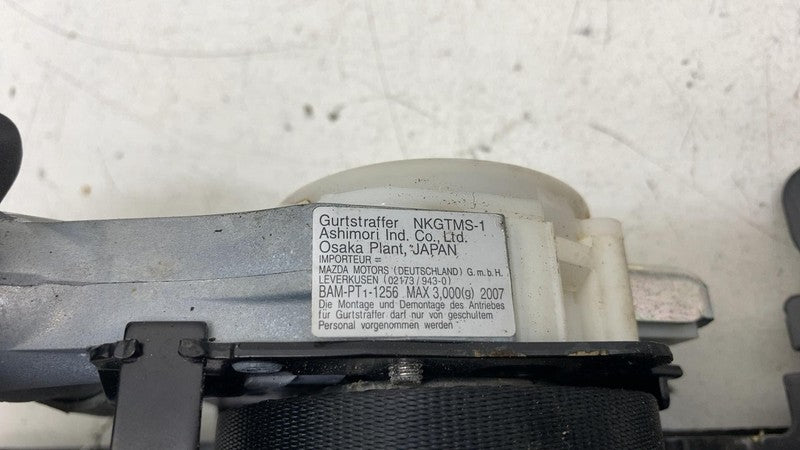 Gurtstraffer NKGTMS-1
Ashimori Ind. Co., Ltd.
Osaka Plant, JAPAN
IMPORTEUR =
MAZDA MOTORS (DEUTSCHLAND) G.m.b.H.
LEVERKUSEN (02173/943-0)
BAM-PT1-1256 MAX 3,000(g) 2007
Die Montage und Demontage des Antriebes
für Gurtstraffer darf nur von geschultem
Personal vorgenommen werden